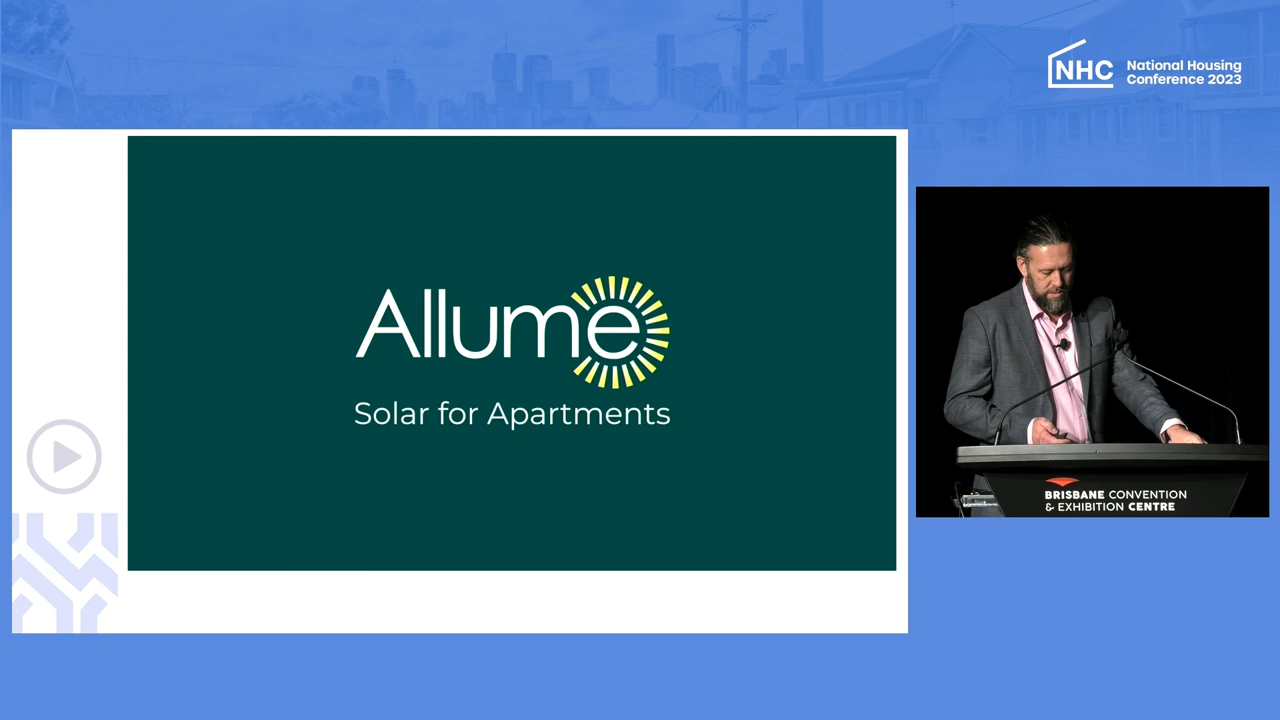 NHC
National Housing
Conference 2023
Allume
Solar for Apartments
BRISBANE CONVENTION
& EXHIBITION CENTRE